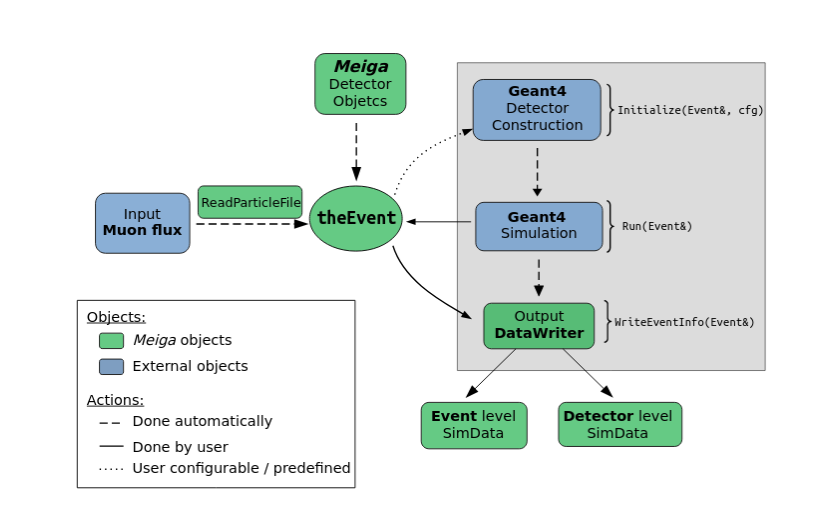 Meiga
Detector
Objetcs
Geant4
Detector
Construction
Initialize(Event&, cfg)
ReadParticleFile
Input
Muon flux
theEvent
Geant4
Simulation
Run(Event&)
Output
DataWriter
WriteEventInfo(Event&)
Event level
SimData
Detector level
SimData
Objects:
Meiga objects
External objects
Actions:
Done automatically
Done by user
User configurable / predefined